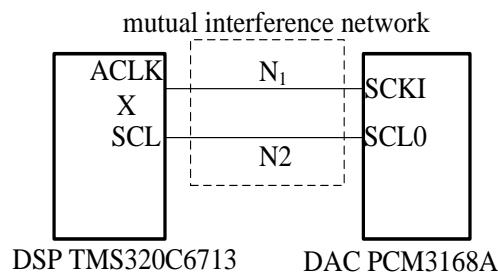 mutual interference network
ACLK N₁ SCKI
X
SCL N2 SCL0
DSP TMS320C6713 DAC PCM3168A